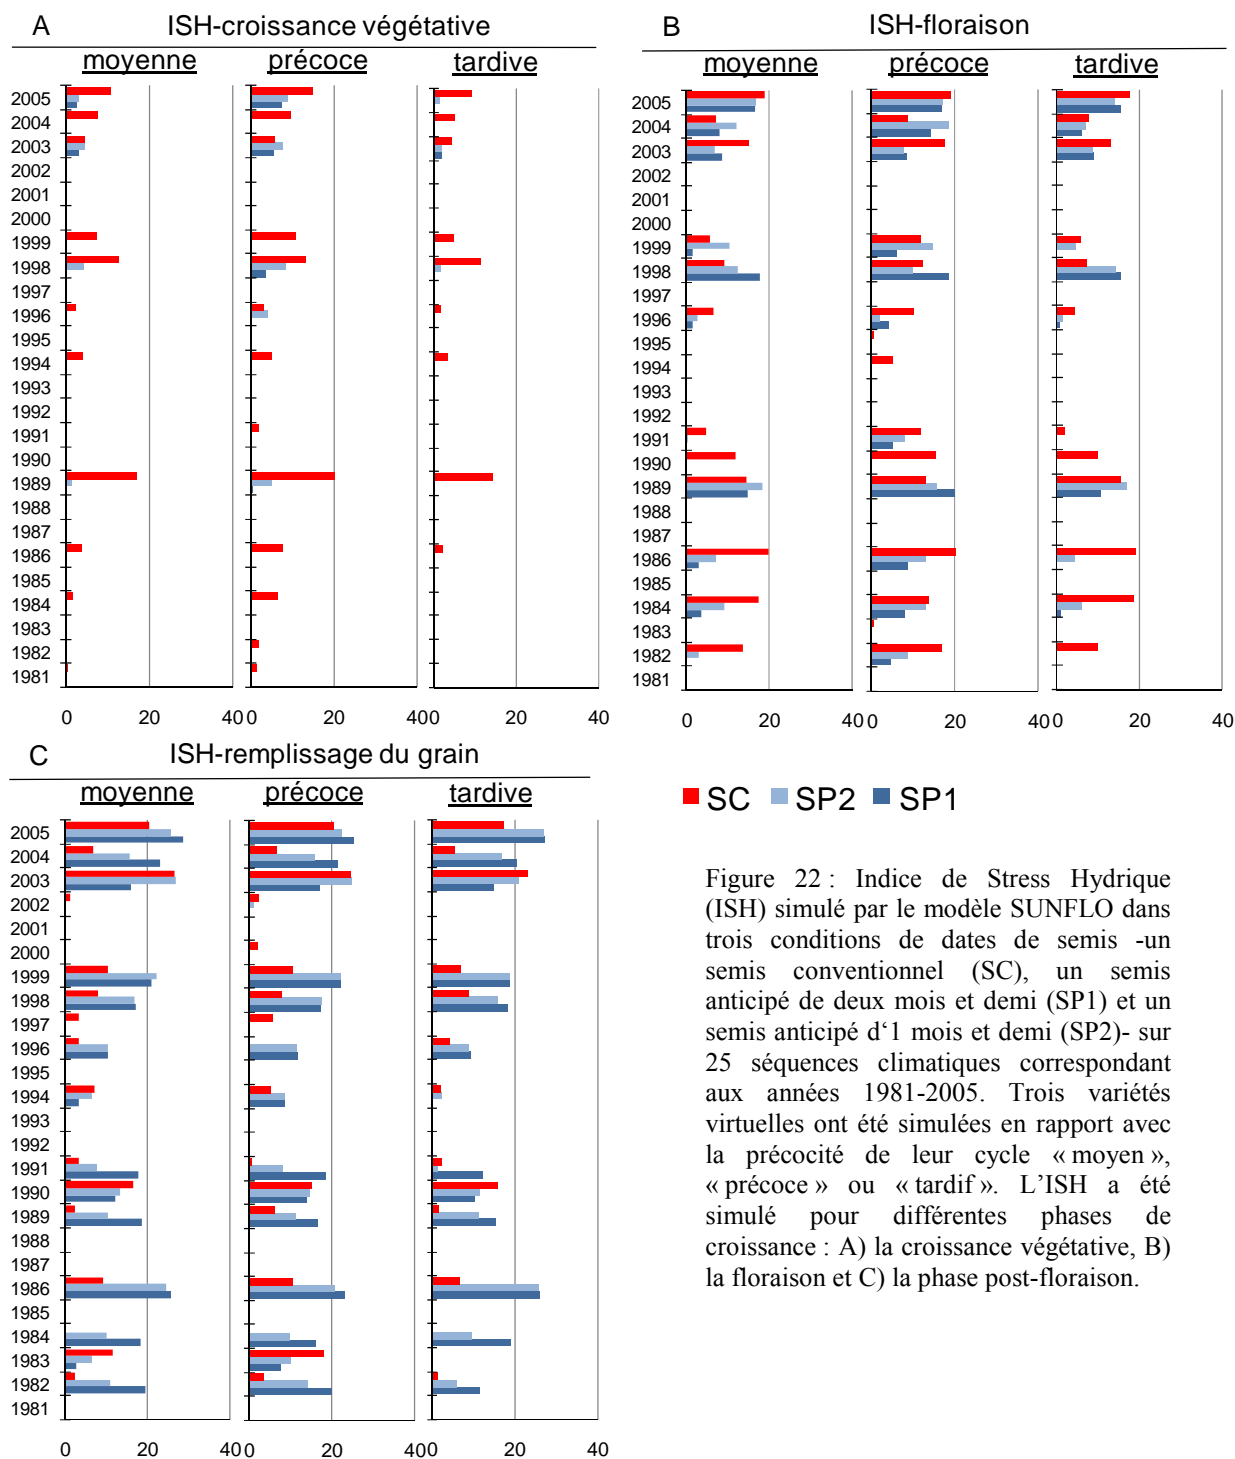 A
ISH-croissance végétative
moyenne précoce tardive
2005
2004
2003
2002
2001
2000
1999
1998
1997
1996
1995
1994
1993
1992
1991
1990
1989
1988
1987
1986
1985
1984
1983
1982
1981
0 20 40 0 20 40 0 20 40
B
ISH-floraison
moyenne précoce tardive
2005
2004
2003
2002
2001
2000
1999
1998
1997
1996
1995
1994
1993
1992
1991
1990
1989
1988
1987
1986
1985
1984
1983
1982
1981
0 20 40 0 20 40 0 20 40
C
ISH-remplissage du grain
moyenne précoce tardive
2005
2004
2003
2002
2001
2000
1999
1998
1997
1996
1995
1994
1993
1992
1991
1990
1989
1988
1987
1986
1985
1984
1983
1982
1981
0 20 40 0 20 40 0 20 40
SC SP2 SP1
Figure 22 : Indice de Stress Hydrique
(ISH) simulé par le modèle SUNFLO dans
trois conditions de dates de semis -un
semis conventionnel (SC), un semis
anticipé de deux mois et demi (SP1) et un
semis anticipé d‘1 mois et demi (SP2)- sur
25 séquences climatiques correspondant
aux années 1981-2005. Trois variétés
virtuelles ont été simulées en rapport avec
la précocité de leur cycle « moyen »,
« précoce » ou « tardif ». L’ISH a été
simulé pour différentes phases de
croissance : A) la croissance végétative, B)
la floraison et C) la phase post-floraison.